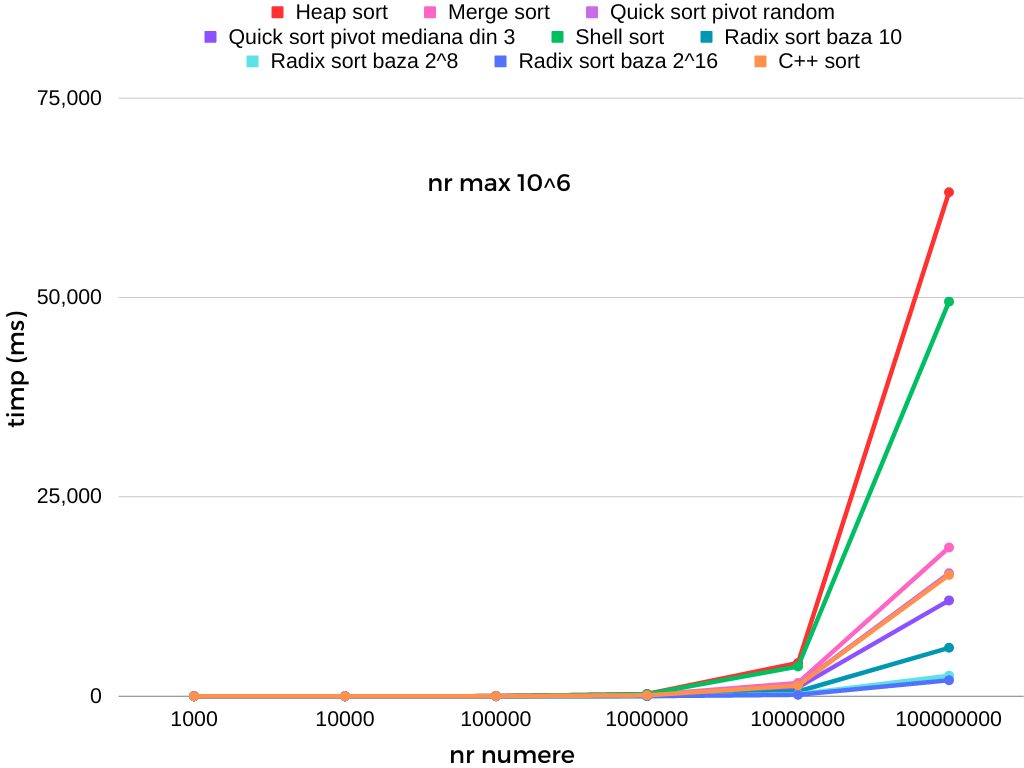 Heap sort Merge sort Quick sort pivot random
Quick sort pivot mediana din 3 Shell sort Radix sort baza 10
Radix sort baza 2^8 Radix sort baza 2^16 C++ sort
75,000
nr max 10^6
50,000
timp (ms)
25,000
0
1000 10000 100000 1000000 10000000 100000000
nr numere